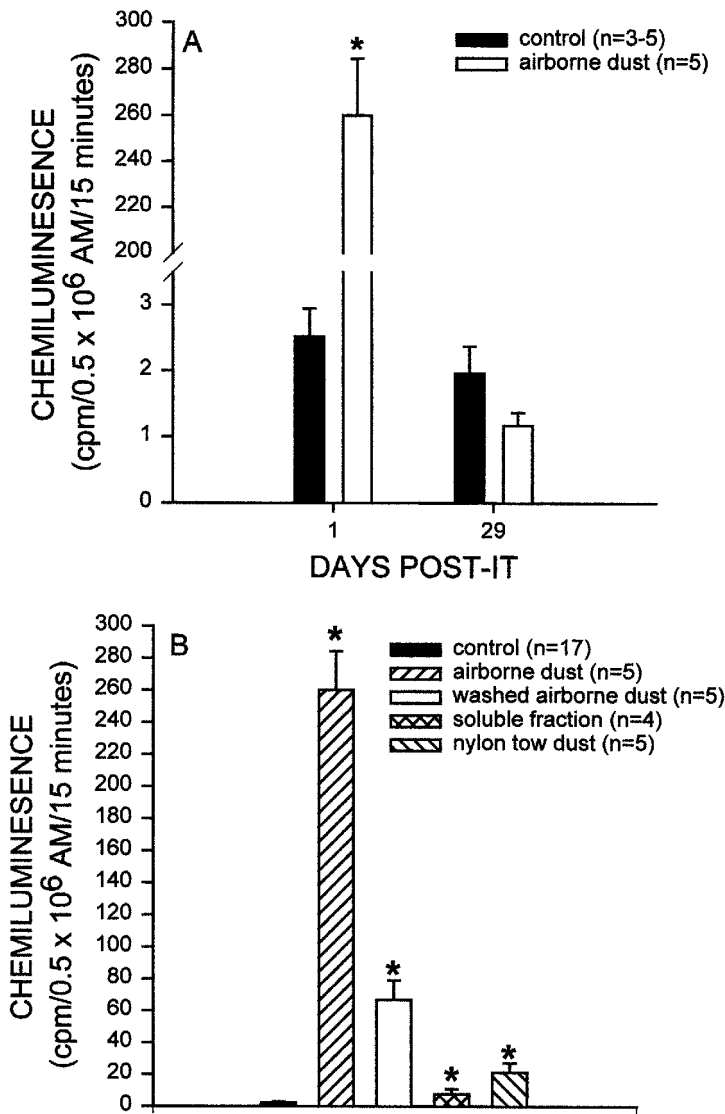 A
control (n=3-5)
airborne dust (n=5)
CHEMILUMINESENCE
(cpm/0.5 x 10⁶ AM/15 minutes)
300
280
260
240
220
200
3
2
1
0
*
1
29
DAYS POST-IT
B
control (n=17)
airborne dust (n=5)
washed airborne dust (n=5)
soluble fraction (n=4)
nylon tow dust (n=5)
CHEMILUMINESENCE
(cpm/0.5 x 10⁶ AM/15 minutes)
300
280
260
240
220
200
180
160
140
120
100
80
60
40
20
0
*
*
*
*